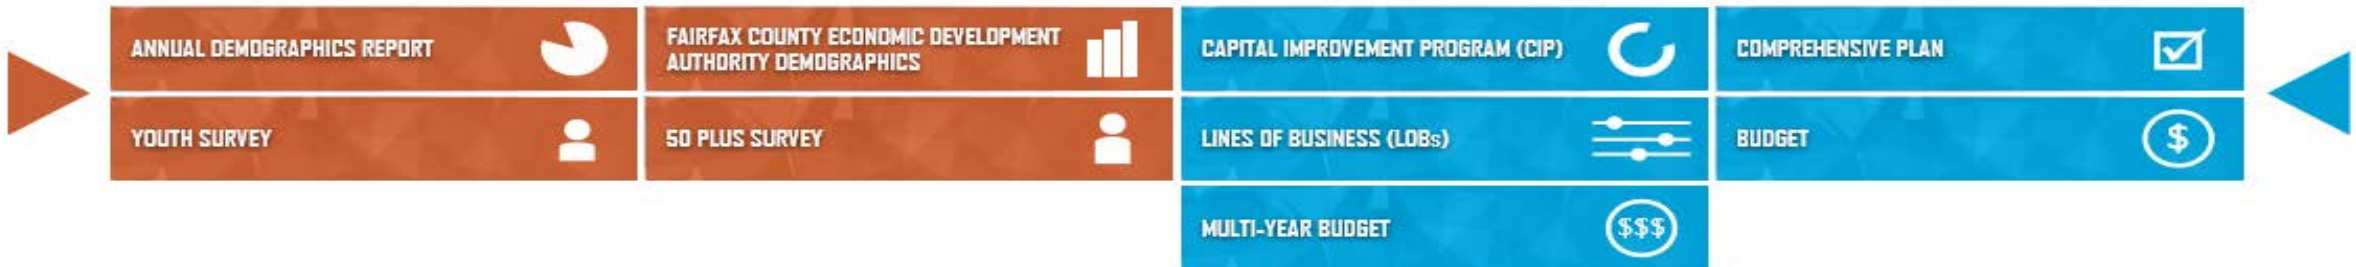 ANNUAL DEMOGRAPHICS REPORT
FAIRFAX COUNTY ECONOMIC DEVELOPMENT
AUTHORITY DEMOGRAPHICS
CAPITAL IMPROVEMENT PROGRAM (CIP)
COMPREHENSIVE PLAN
YOUTH SURVEY
50 PLUS SURVEY
LINES OF BUSINESS (LOBs)
BUDGET
$
MULTI-YEAR BUDGET
$$$